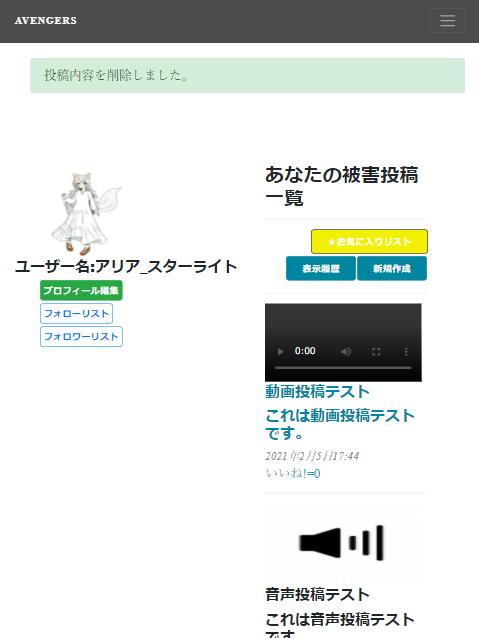 AVENGERS
投稿内容を削除しました。
あなたの被害投稿
一覧
★お気に入りリスト
表示履歴
新規作成
ユーザー名:アリア_スターライト
プロフィール編集
フォローリスト
フォロワーリスト
0:00
動画投稿テスト
これは動画投稿テスト
です。
2021年2月5日17:44
いいね!=0
音声投稿テスト
これは音声投稿テスト
です。